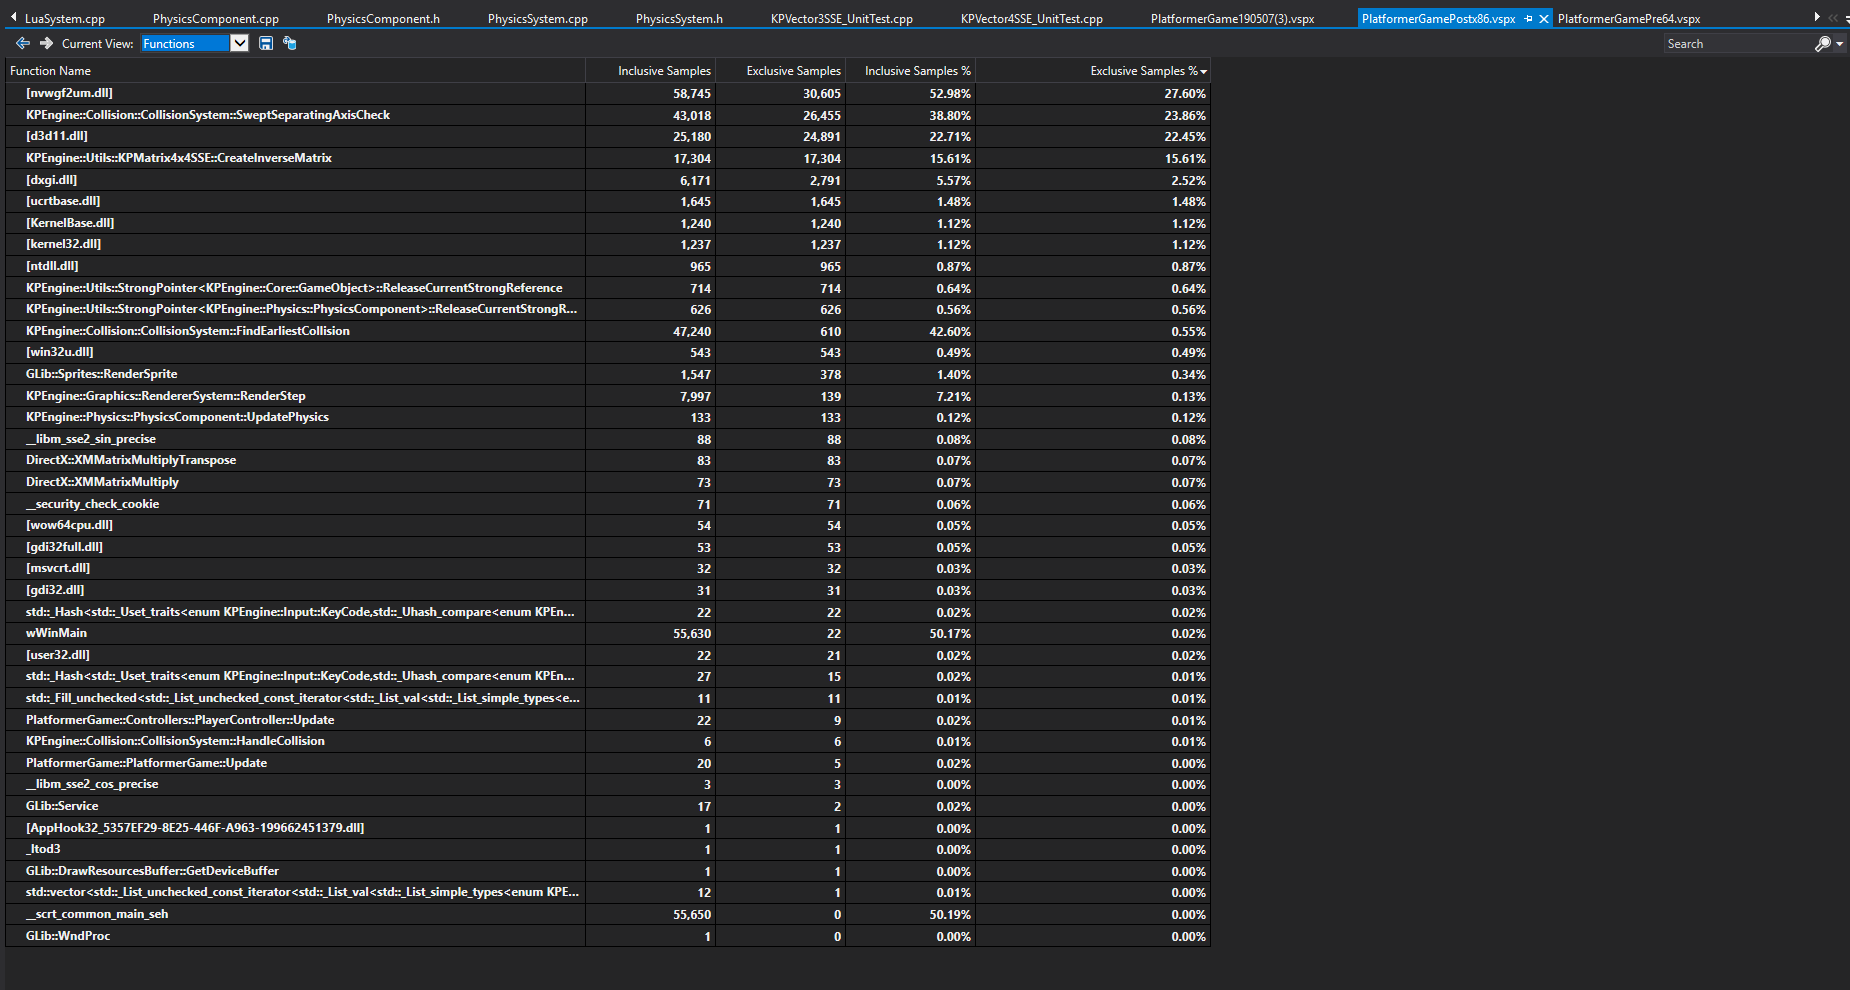 LuaSystem.cpp PhysicsComponent.cpp PhysicsComponent.h PhysicsSystem.cpp PhysicsSystem.h KPVector3SSE_UnitTest.cpp KPVector4SSE_UnitTest.cpp PlatformerGame190507(3).vspx PlatformerGamePostx86.vspx PlatformerGamePre64.vspx
Current View: Functions Search
Function Name Inclusive Samples Exclusive Samples Inclusive Samples % Exclusive Samples %
[nvwgf2um.dll] 58,745 30,605 52.98% 27.60%
KPEngine::Collision::CollisionSystem::SweptSeparatingAxisCheck 43,018 26,455 38.80% 23.86%
[d3d11.dll] 25,180 24,891 22.71% 22.45%
KPEngine::Utils::KPMatrix4x4SSE::CreateInverseMatrix 17,304 17,304 15.61% 15.61%
[dxgi.dll] 6,171 2,791 5.57% 2.52%
[ucrtbase.dll] 1,645 1,645 1.48% 1.48%
[KernelBase.dll] 1,240 1,240 1.12% 1.12%
[kernel32.dll] 1,237 1,237 1.12% 1.12%
[ntdll.dll] 965 965 0.87% 0.87%
KPEngine::Utils::StrongPointer<KPEngine::Core::GameObject>::ReleaseCurrentStrongReference 714 714 0.64% 0.64%
KPEngine::Utils::StrongPointer<KPEngine::Physics::PhysicsComponent>::ReleaseCurrentStrongR... 626 626 0.56% 0.56%
KPEngine::Collision::CollisionSystem::FindEarliestCollision 47,240 610 42.60% 0.55%
[win32u.dll] 543 543 0.49% 0.49%
GLib::Sprites::RenderSprite 1,547 378 1.40% 0.34%
KPEngine::Graphics::RendererSystem::RenderStep 7,997 139 7.21% 0.13%
KPEngine::Physics::PhysicsComponent::UpdatePhysics 133 133 0.12% 0.12%
__libm_sse2_sin_precise 88 88 0.08% 0.08%
DirectX::XMMatrixMultiplyTranspose 83 83 0.07% 0.07%
DirectX::XMMatrixMultiply 73 73 0.07% 0.07%
__security_check_cookie 71 71 0.06% 0.06%
[wow64cpu.dll] 54 54 0.05% 0.05%
[gdi32full.dll] 53 53 0.05% 0.05%
[msvcrt.dll] 32 32 0.03% 0.03%
[gdi32.dll] 31 31 0.03% 0.03%
std::_Hash<std::_Uset_traits<enum KPEngine::Input::KeyCode,std::_Uhash_compare<enum KPEn... 22 22 0.02% 0.02%
wWinMain 55,630 22 50.17% 0.02%
[user32.dll] 22 21 0.02% 0.02%
std::_Hash<std::_Uset_traits<enum KPEngine::Input::KeyCode,std::_Uhash_compare<enum KPEn... 27 15 0.02% 0.01%
std::_Fill_unchecked<std::_List_unchecked_const_iterator<std::_List_val<std::_List_simple_types<e... 11 11 0.01% 0.01%
PlatformerGame::Controllers::PlayerController::Update 22 9 0.02% 0.01%
KPEngine::Collision::CollisionSystem::HandleCollision 6 6 0.01% 0.01%
PlatformerGame::PlatformerGame::Update 20 5 0.02% 0.00%
__libm_sse2_cos_precise 3 3 0.00% 0.00%
GLib::Service 17 2 0.02% 0.00%
[AppHook32_5357EF29-8E25-446F-A963-199662451379.dll] 1 1 0.00% 0.00%
_ltod3 1 1 0.00% 0.00%
GLib::DrawResourcesBuffer::GetDeviceBuffer 1 1 0.00% 0.00%
std::vector<std::_List_unchecked_const_iterator<std::_List_val<std::_List_simple_types<enum KPE... 12 1 0.01% 0.00%
__scrt_common_main_seh 55,650 0 50.19% 0.00%
GLib::WndProc 1 0 0.00% 0.00%